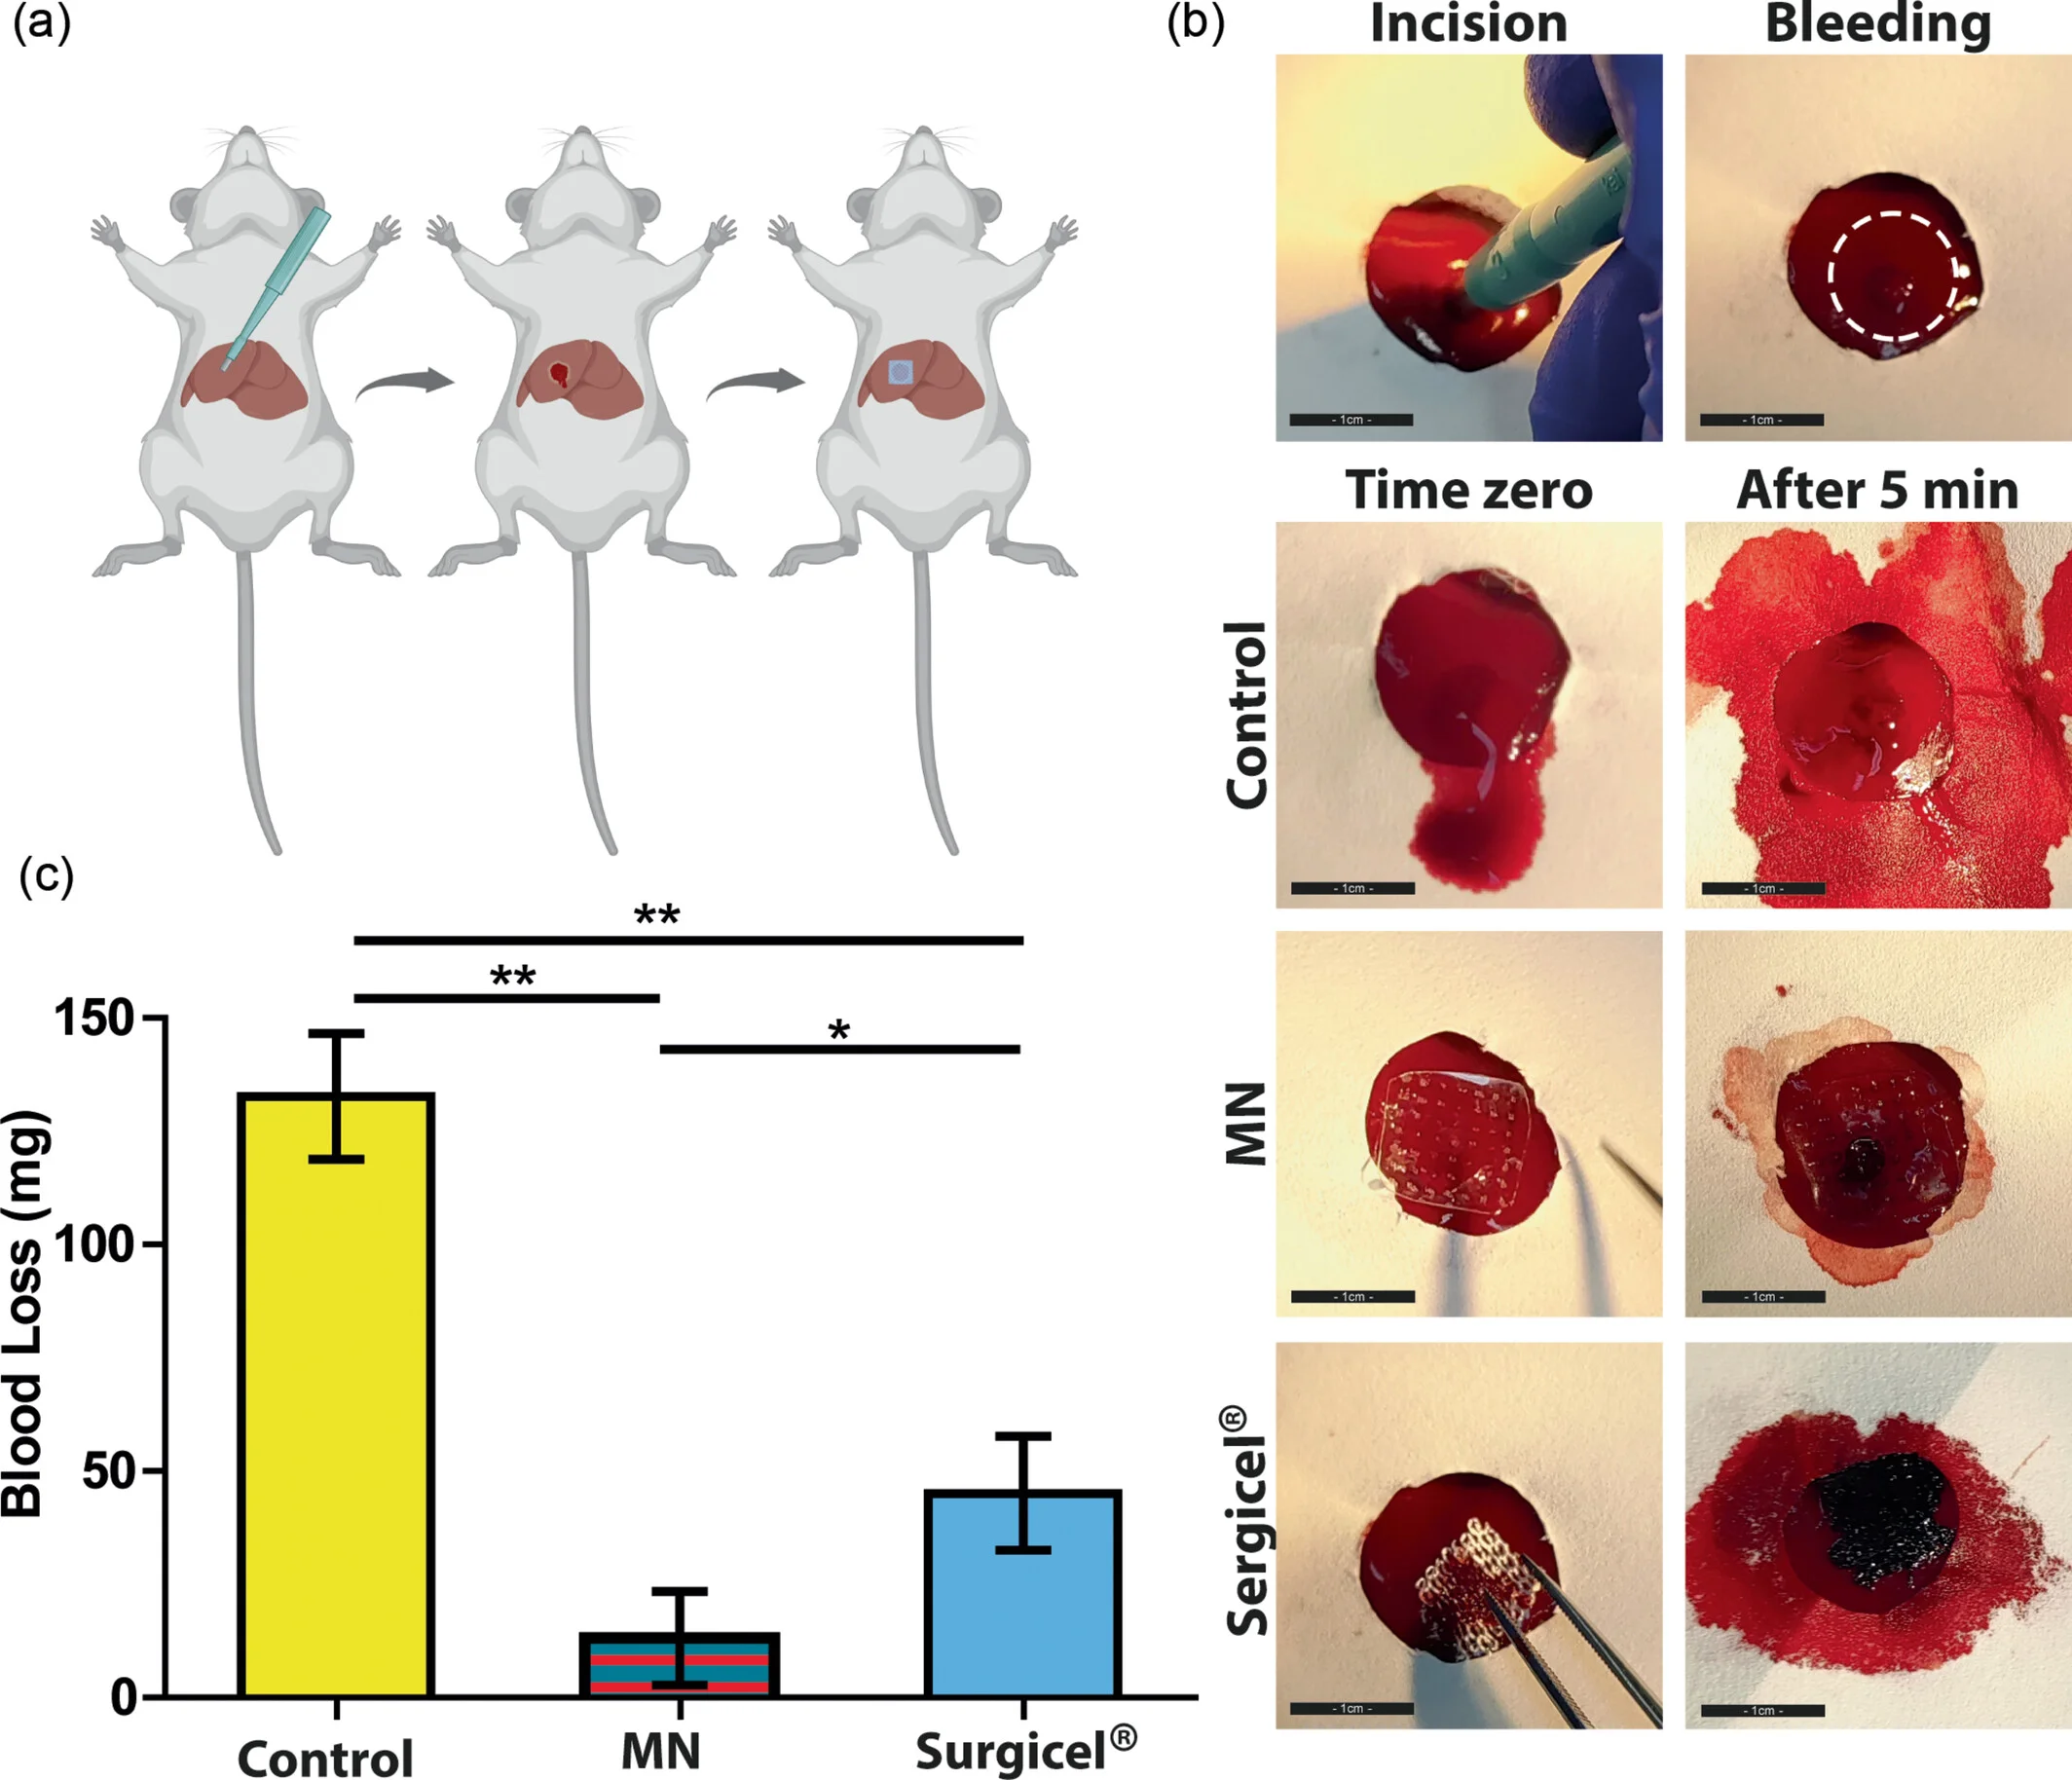 (a)
(b)
Incision
Bleeding
- 1cm -
- 1cm -
Time zero
After 5 min
Control
- 1cm -
- 1cm -
MN
- 1cm -
- 1cm -
Sergicel®
- 1cm -
- 1cm -
(c)
**
**
*
Blood Loss (mg)
150
100
50
0
Control
MN
Surgicel®